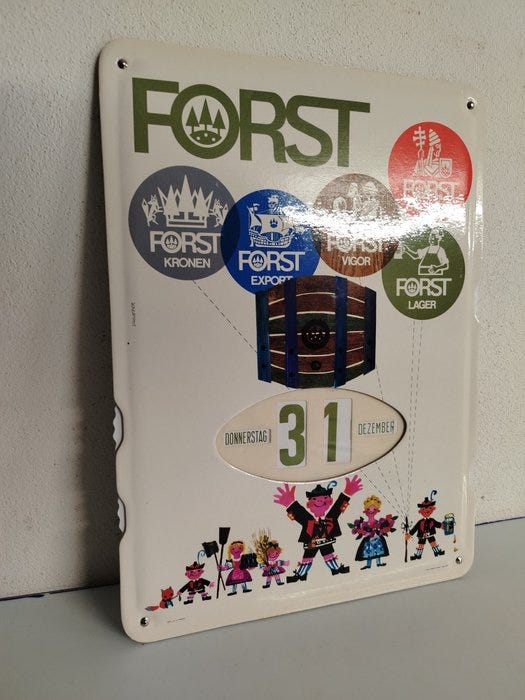 FORST
FORST
KRONEN
FORST
EXPORT
FORST
VIGOR
FORST
FORST
LAGER
DONNERSTAG
31
DEZEMBER